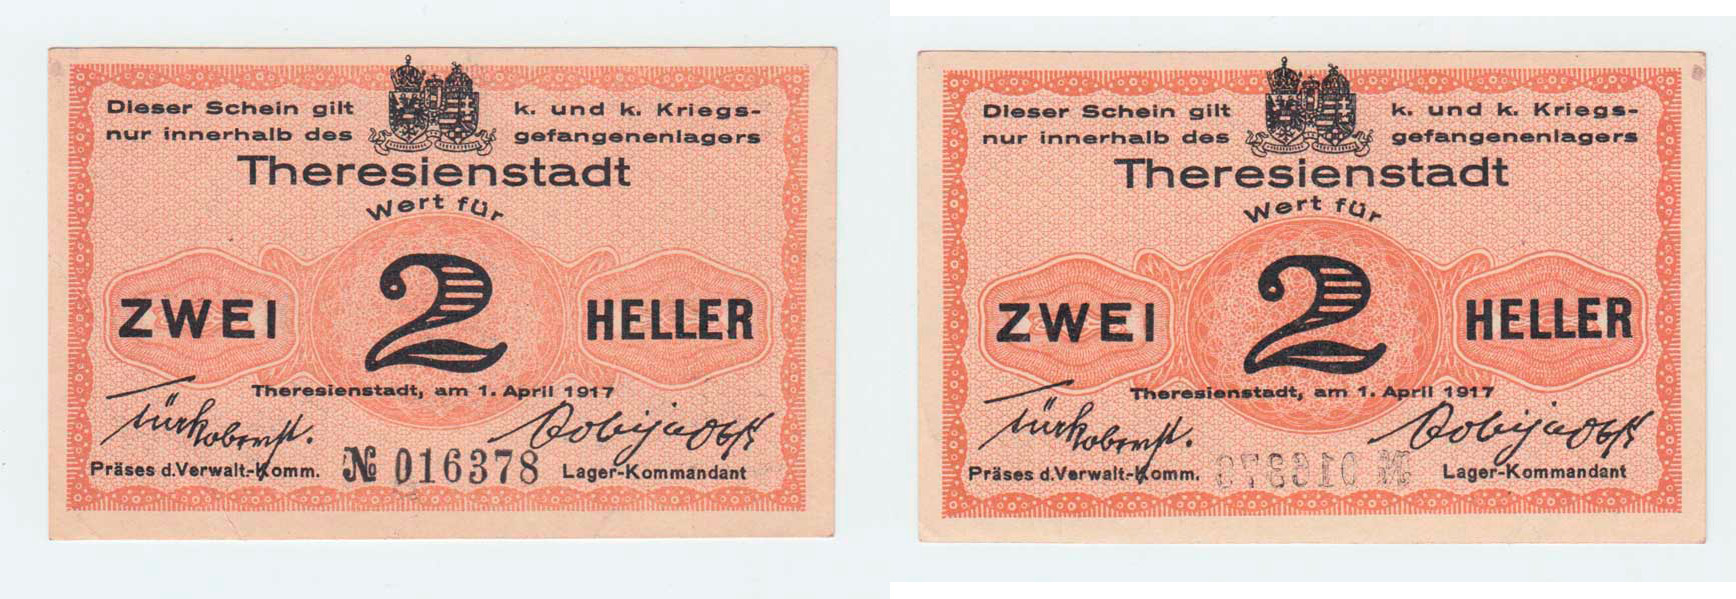 Dieser Schein gilt k. und k. Kriegs-
nur innerhalb des gefangenenlagers
Theresienstadt
Wert für
ZWEI 2 HELLER
Theresienstadt, am 1. April 1917
Präses d.Verwalt.-Komm. № 016378 Lager-Kommandant
Dieser Schein gilt k. und k. Kriegs-
nur innerhalb des gefangenenlagers
Theresienstadt
Wert für
ZWEI 2 HELLER
Theresienstadt, am 1. April 1917
Präses d.Verwalt.-Komm. Lager-Kommandant